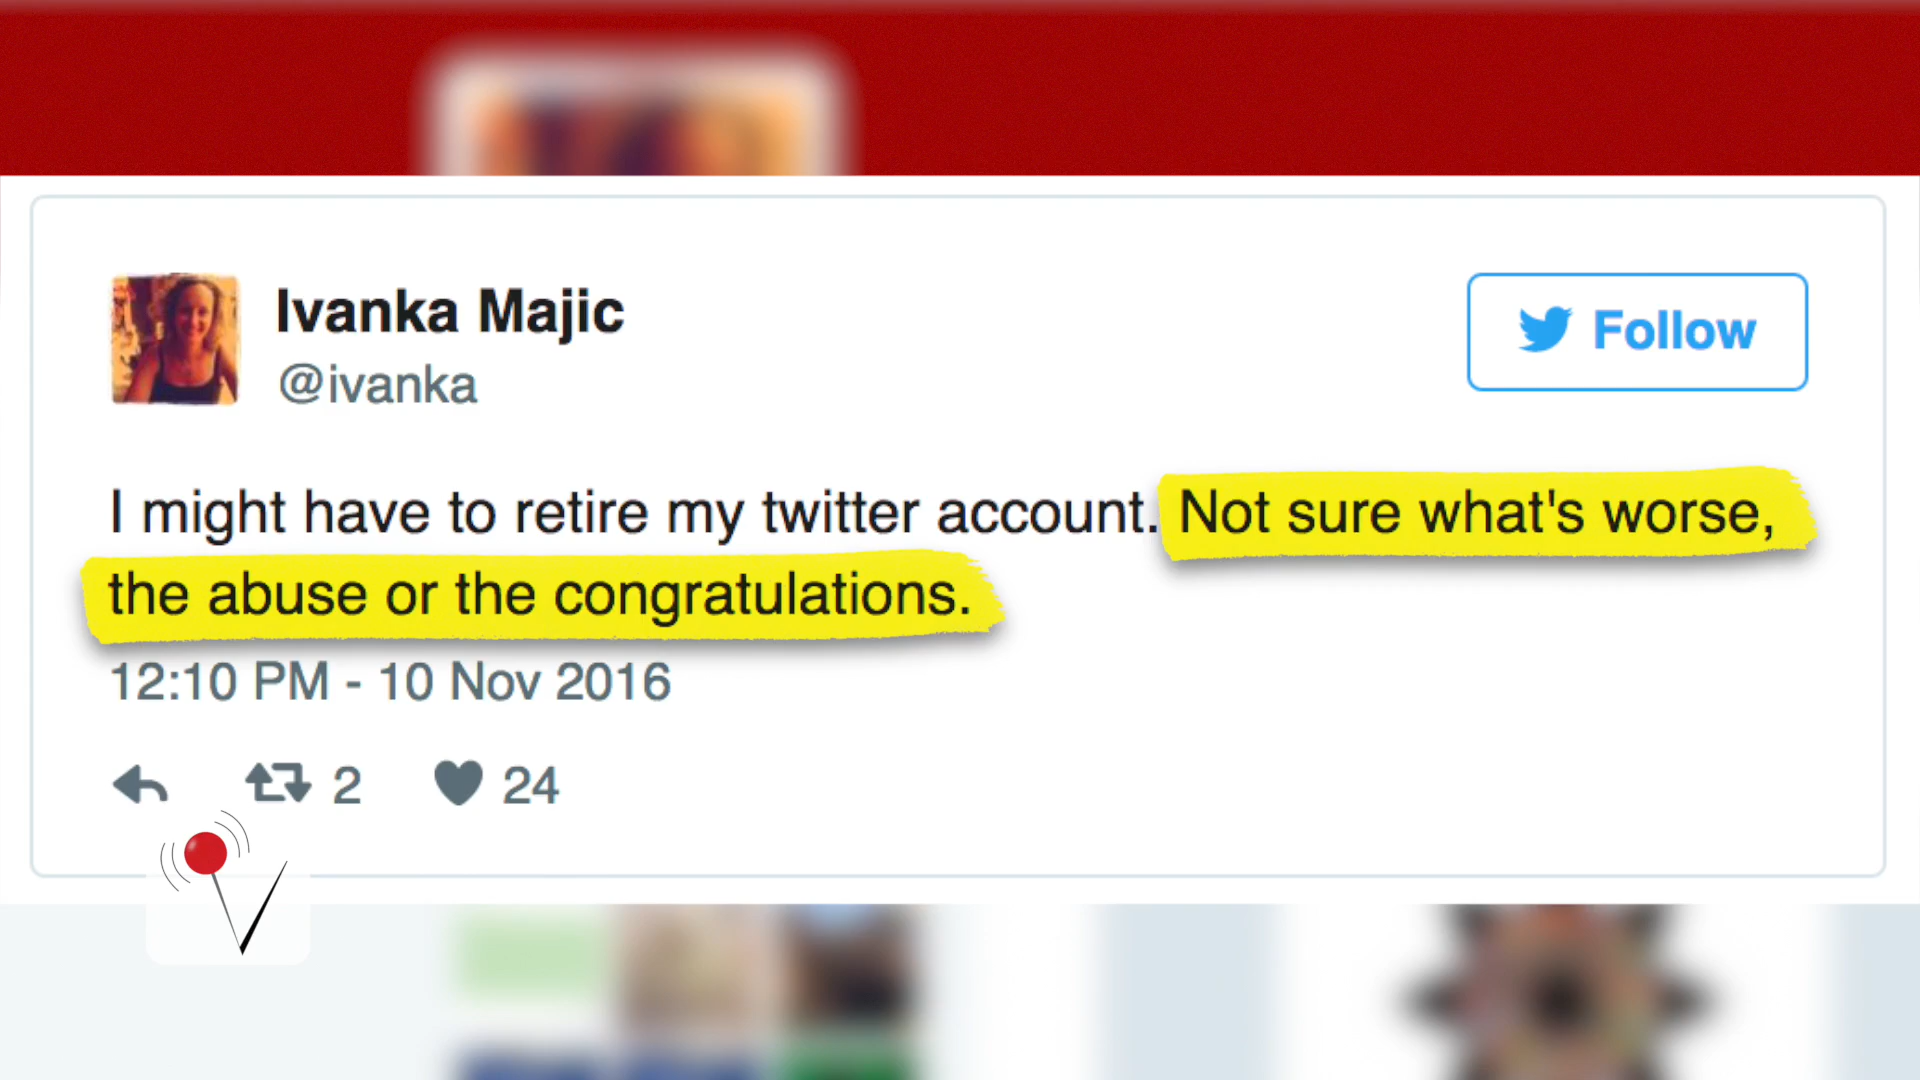 Ivanka Majic
@ivanka
Follow
I might have to retire my twitter account. Not sure what's worse,
the abuse or the congratulations.
12:10 PM - 10 Nov 2016
2 24